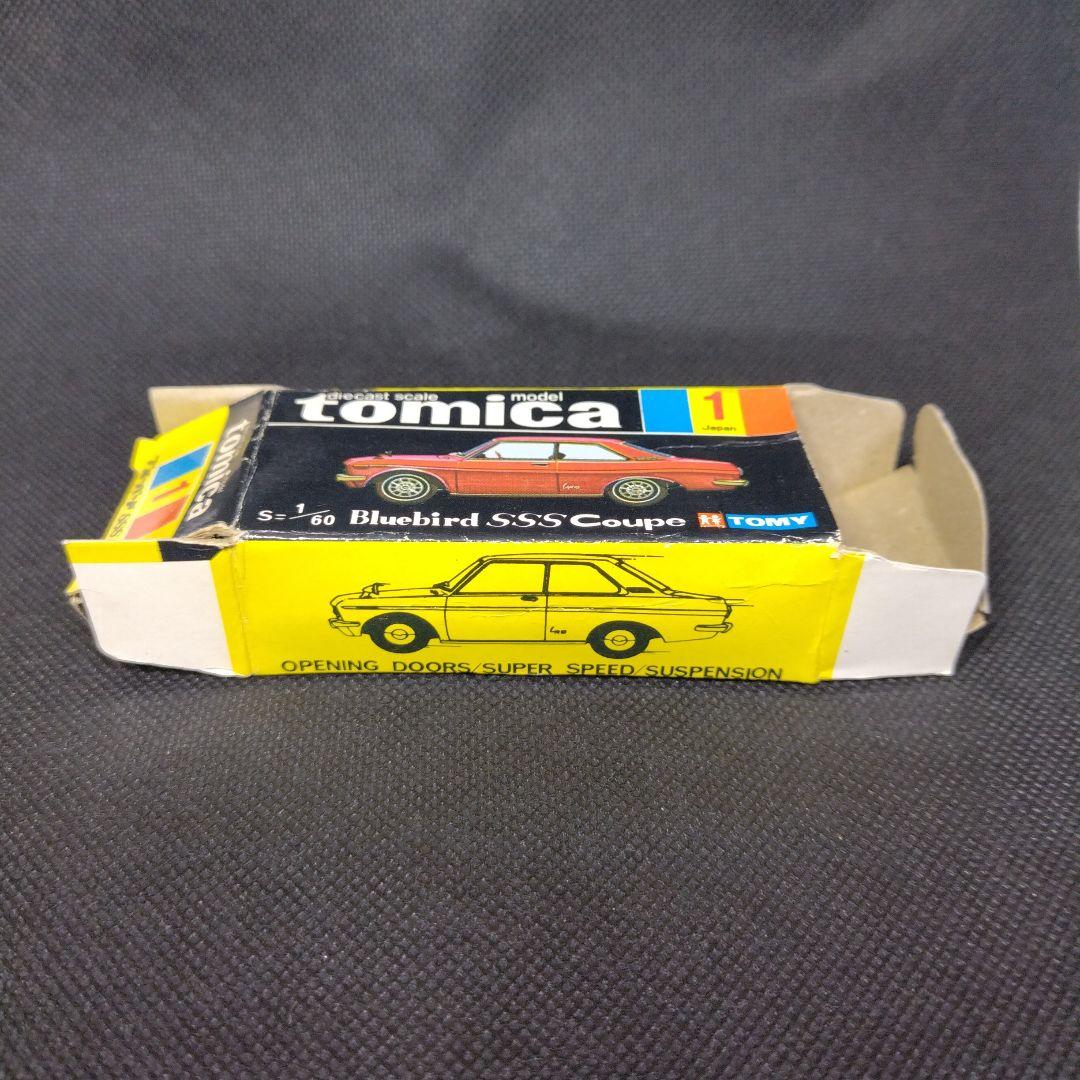 diecast scale model
tomica
1
Japan
S=1/60 Bluebird SSS Coupe TOMY
OPENING DOORS/SUPER SPEED/SUSPENSION
tomica
1